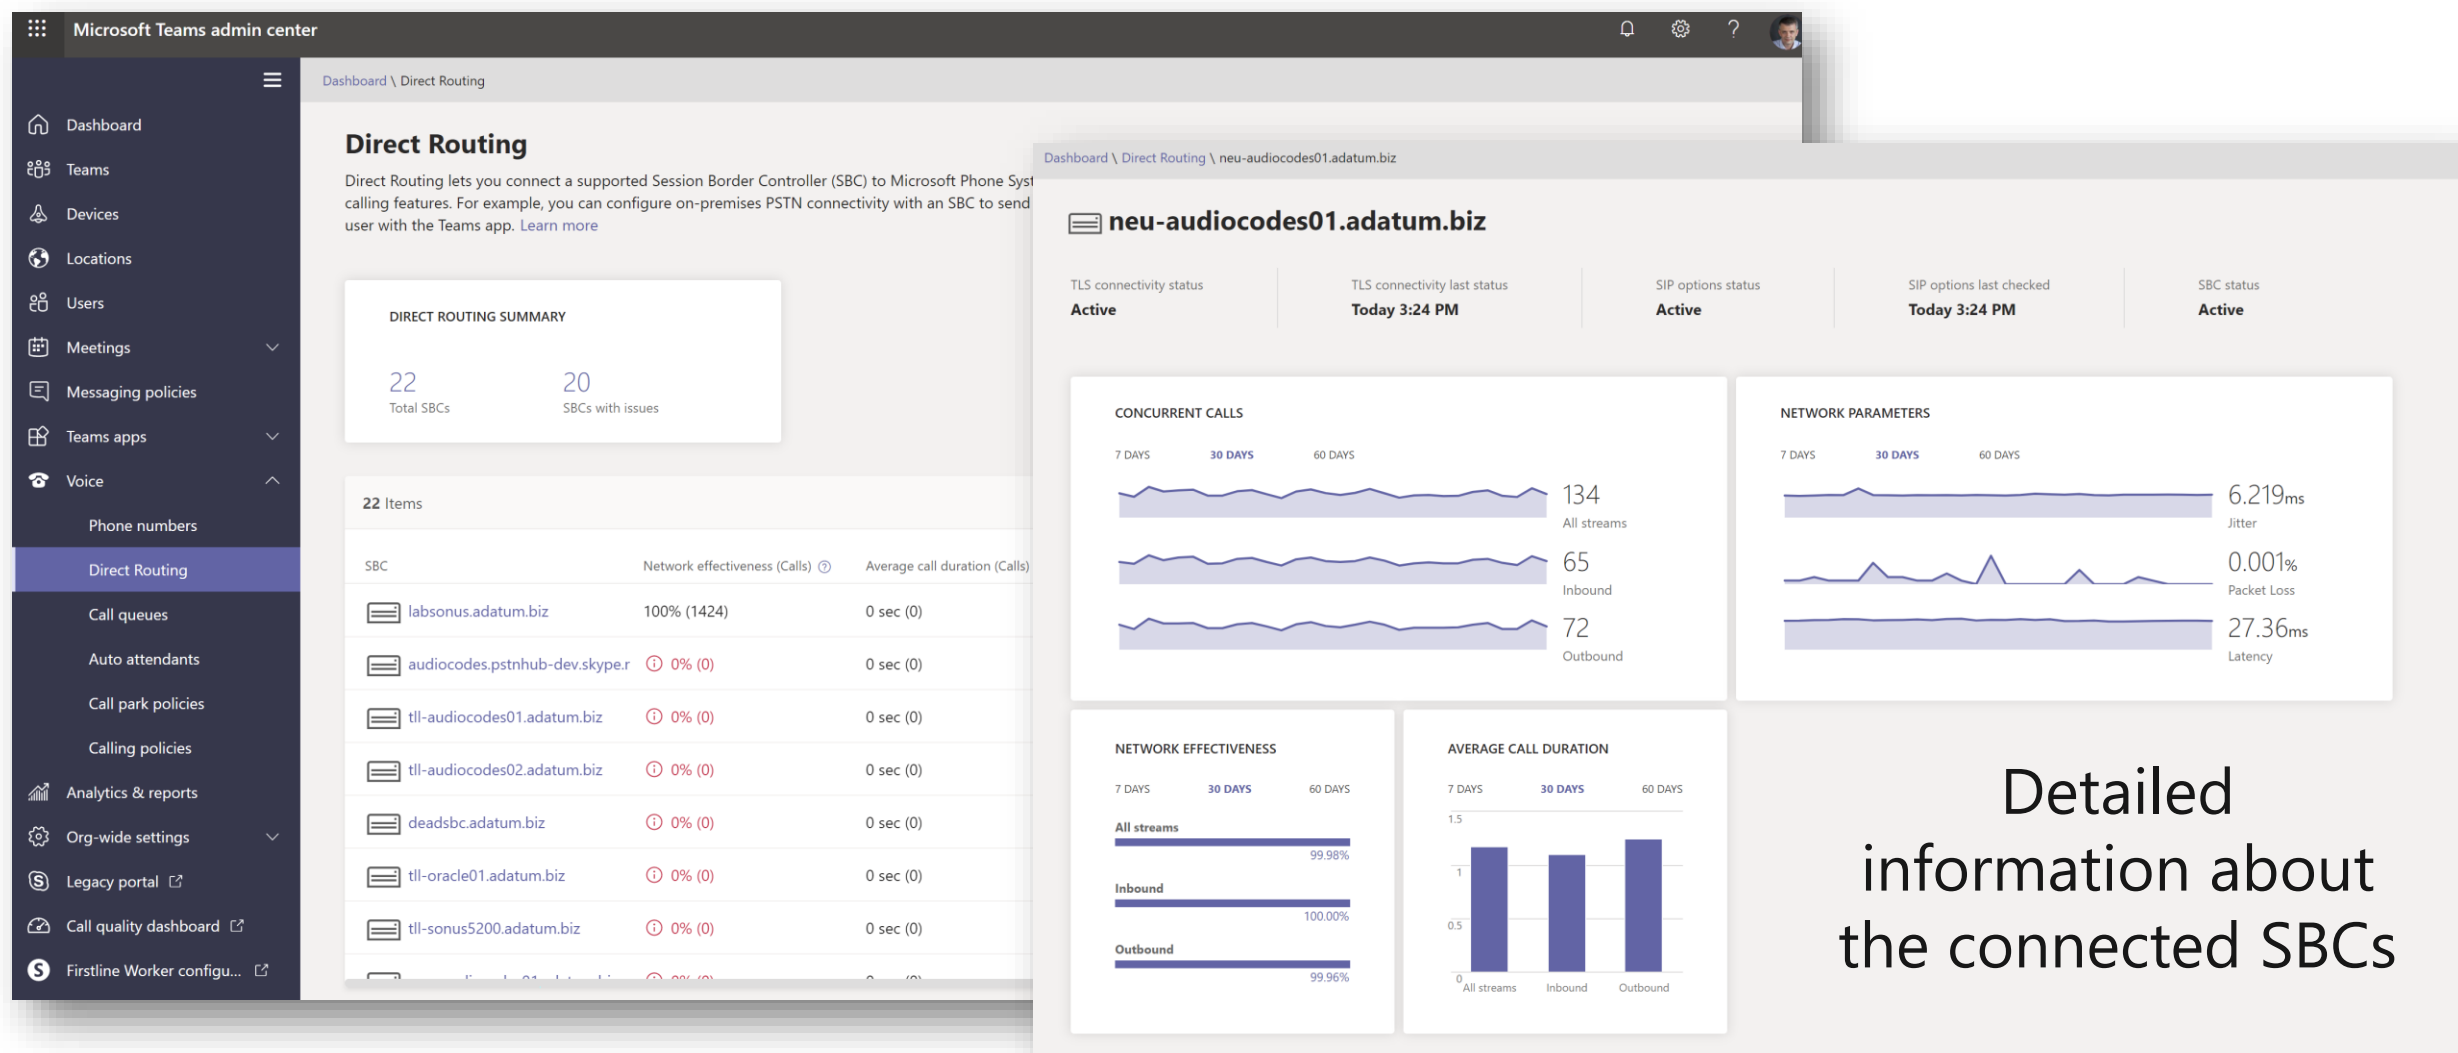 Microsoft Teams admin center
Dashboard
Teams
Devices
Locations
Users
Meetings
Messaging policies
Teams apps
Voice
Phone numbers
Direct Routing
Call queues
Auto attendants
Call park policies
Calling policies
Analytics & reports
Org-wide settings
Legacy portal
Call quality dashboard
Firstline Worker configu...
Dashboard \ Direct Routing
Direct Routing
Direct Routing lets you connect a supported Session Border Controller (SBC) to Microsoft Phone Syst
calling features. For example, you can configure on-premises PSTN connectivity with an SBC to send
user with the Teams app. Learn more
DIRECT ROUTING SUMMARY
22 20
Total SBCs SBCs with issues
22 Items
SBC Network effectiveness (Calls) Average call duration (Calls)
labsonus.adatum.biz 100% (1424) 0 sec (0)
audiocodes.pstnhub-dev.skype.r 0% (0) 0 sec (0)
tll-audiocodes01.adatum.biz 0% (0) 0 sec (0)
tll-audiocodes02.adatum.biz 0% (0) 0 sec (0)
deadsbc.adatum.biz 0% (0) 0 sec (0)
tll-oracle01.adatum.biz 0% (0) 0 sec (0)
tll-sonus5200.adatum.biz 0% (0) 0 sec (0)
Dashboard \ Direct Routing \ neu-audiocodes01.adatum.biz
neu-audiocodes01.adatum.biz
TLS connectivity status TLS connectivity last status SIP options status SIP options last checked SBC status
Active Today 3:24 PM Active Today 3:24 PM Active
CONCURRENT CALLS
7 DAYS 30 DAYS 60 DAYS
134
All streams
65
Inbound
72
Outbound
NETWORK PARAMETERS
7 DAYS 30 DAYS 60 DAYS
6.219ms
Jitter
0.001%
Packet Loss
27.36ms
Latency
NETWORK EFFECTIVENESS
7 DAYS 30 DAYS 60 DAYS
All streams
99.98%
Inbound
100.00%
Outbound
99.96%
AVERAGE CALL DURATION
7 DAYS 30 DAYS 60 DAYS
1.5
1
0.5
0
All streams Inbound Outbound
Detailed
information about
the connected SBCs